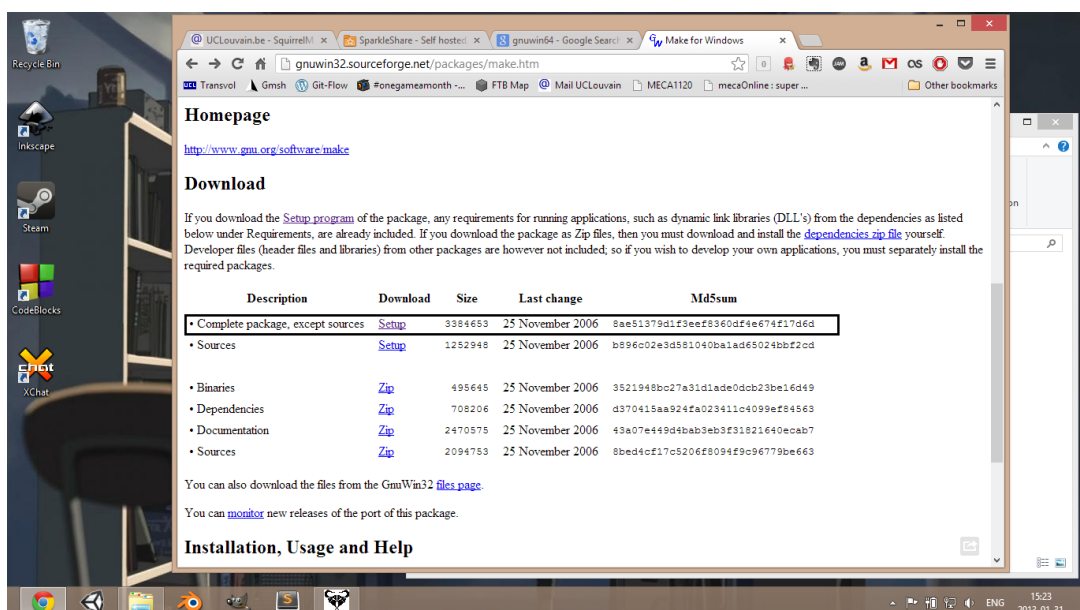 Recycle Bin
Inkscape
Steam
CodeBlocks
XChat
UCLouvain.be - SquirrelM
SparkleShare - Self hosted
gnuwin64 - Google Search
Make for Windows
gnuwin32.sourceforge.net/packages/make.htm
Transvol
Gmsh
Git-Flow
#onegameamonth -...
FTB Map
Mail UCLouvain
MECA1120
mecaOnline : super ...
Other bookmarks
Homepage
http://www.gnu.org/software/make
Download
If you download the Setup program of the package, any requirements for running applications, such as dynamic link libraries (DLL's) from the dependencies as listed
below under Requirements, are already included. If you download the package as Zip files, then you must download and install the dependencies zip file yourself.
Developer files (header files and libraries) from other packages are however not included; so if you wish to develop your own applications, you must separately install the
required packages.
Description Download Size Last change Md5sum
• Complete package, except sources Setup 3384653 25 November 2006 8ae51379d1f3eef8360df4e674f17d6d
• Sources Setup 1252948 25 November 2006 b896c02e3d581040ba1ad65024bbf2cd
• Binaries Zip 495645 25 November 2006 3521948bc27a31d1ade0dcb23be16d49
• Dependencies Zip 708206 25 November 2006 d370415aa924fa023411c4099ef84563
• Documentation Zip 2470575 25 November 2006 43a07e449d4bab3eb3f31821640ecab7
• Sources Zip 2094753 25 November 2006 8bed4cf17c5206f8094f9c96779be663
You can also download the files from the GnuWin32 files page.
You can monitor new releases of the port of this package.
Installation, Usage and Help
ENG
15:23